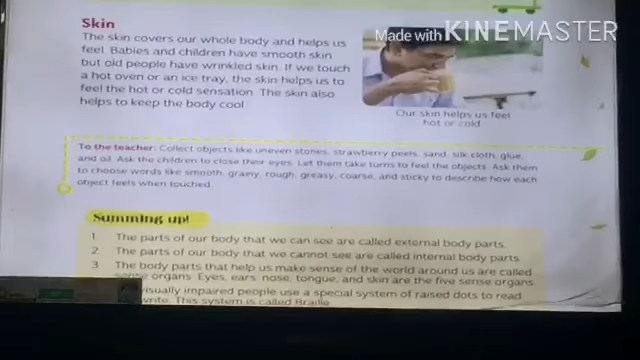 Made with KINEMASTER
Skin
The skin covers our whole body and helps us
feel. Babies and children have smooth skin
but old people have wrinkled skin. If we touch
a hot oven or an ice tray, the skin helps us to
feel the hot or cold sensation. The skin also
helps to keep the body cool
Our skin helps us feel
hot or cold
To the teacher: Collect objects like uneven stones, strawberry peels, sand, silk cloth, glue,
and oil. Ask the children to close their eyes. Let them take turns to feel the objects. Ask them
to choose words like smooth, grainy, rough, greasy, coarse, and sticky to describe how each
object feels when touched.
Summing up!
1 The parts of our body that we can see are called external body parts.
2 The parts of our body that we cannot see are called internal body parts.
3 The body parts that help us make sense of the world around us are called
sense organs. Eyes, ears, nose, tongue, and skin are the five sense organs
visually impaired people use a special system of raised dots to read
write. This system is called Braille